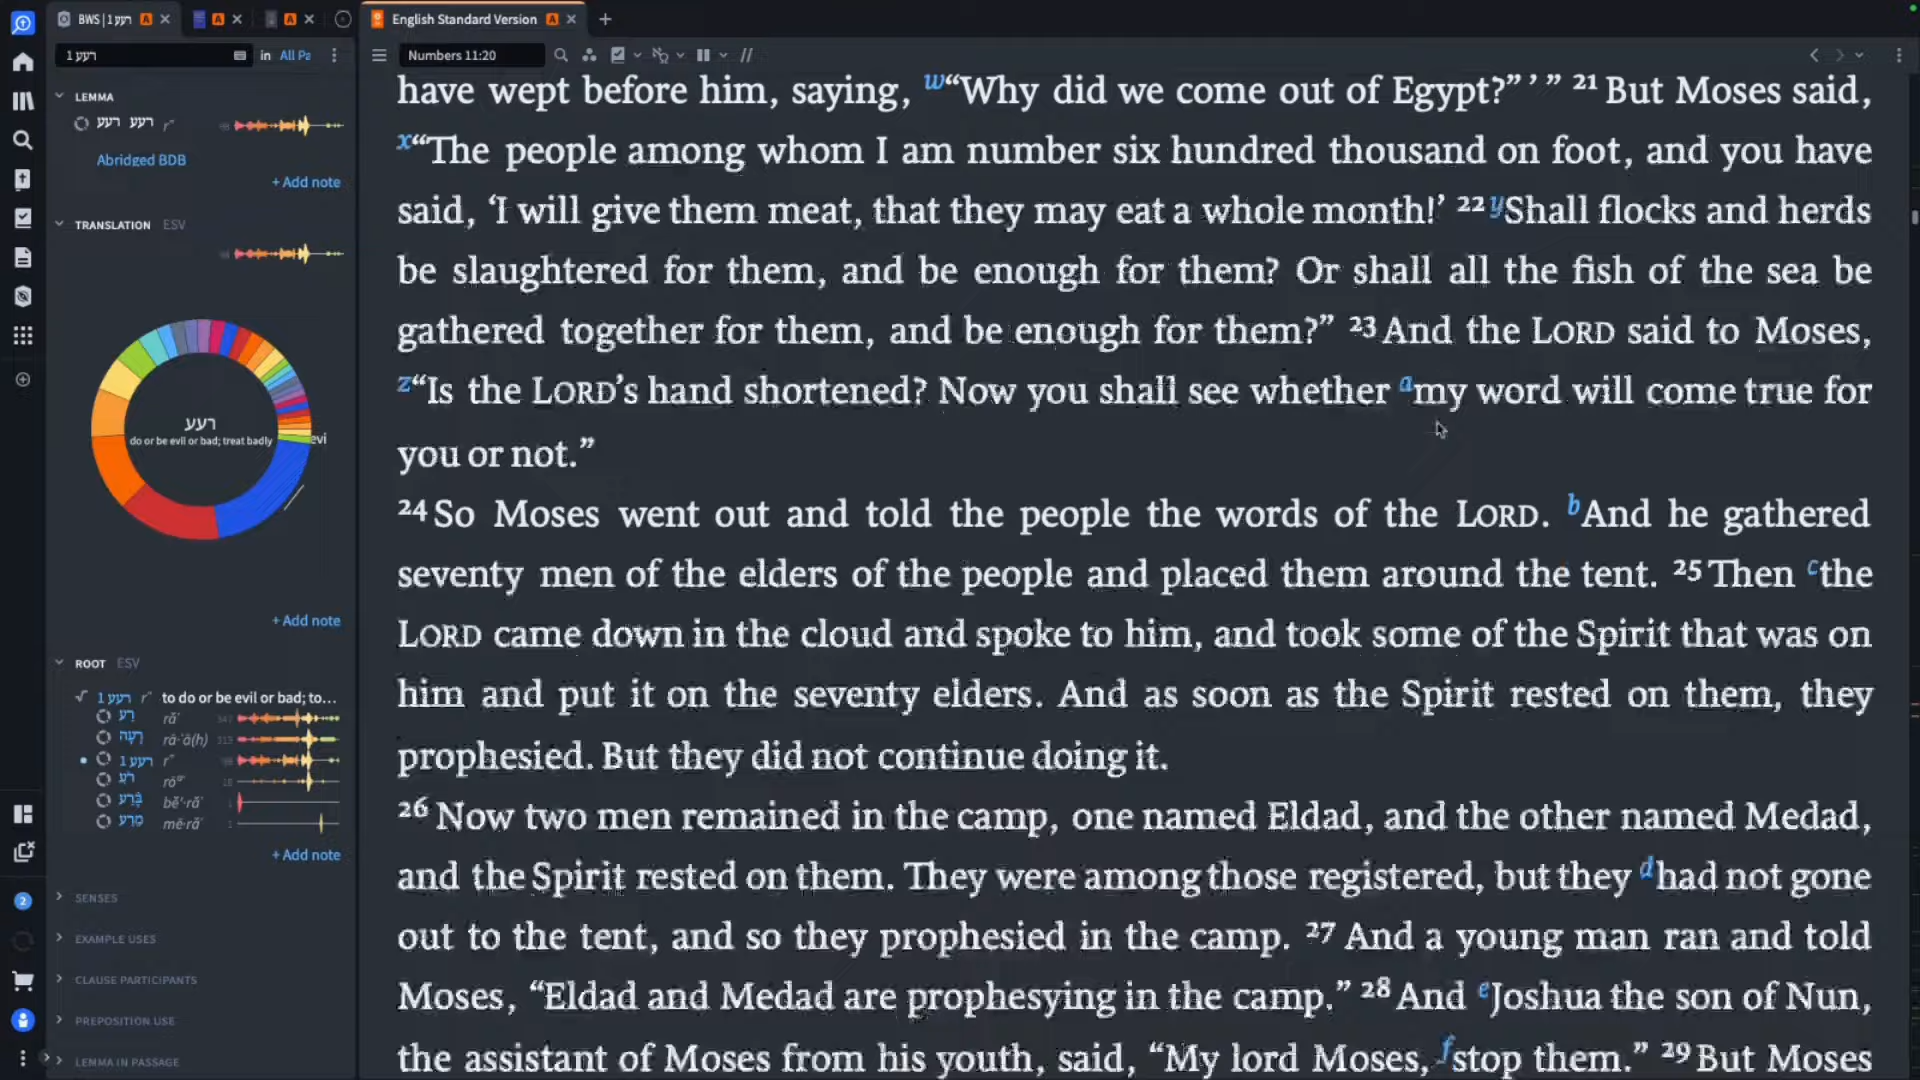 BWS | רעע 1 A
A
A
English Standard Version A
רעע 1
in All Pa
Numbers 11:20
LEMMA
רעע רעע
Abridged BDB
+ Add note
TRANSLATION ESV
רעע
do or be evil or bad; treat badly
evi
+ Add note
ROOT ESV
רעע 1 to do or be evil or bad; to...
רַע 347
רָעָה rā·ʿā(h) 313
רעע 1 98
רֹעַ
בֶּרַע 1
מֵרַע 1
+ Add note
SENSES
EXAMPLE USES
CLAUSE PARTICIPANTS
PREPOSITION USE
LEMMA IN PASSAGE
2
have wept before him, saying, w“Why did we come out of Egypt?” ’ ” 21 But Moses said,
x“The people among whom I am number six hundred thousand on foot, and you have
said, ‘I will give them meat, that they may eat a whole month!’ 22 yShall flocks and herds
be slaughtered for them, and be enough for them? Or shall all the fish of the sea be
gathered together for them, and be enough for them?” 23 And the LORD said to Moses,
z“Is the LORD’s hand shortened? Now you shall see whether amy word will come true for
you or not.”
24 So Moses went out and told the people the words of the LORD. bAnd he gathered
seventy men of the elders of the people and placed them around the tent. 25 Then cthe
LORD came down in the cloud and spoke to him, and took some of the Spirit that was on
him and put it on the seventy elders. And as soon as the Spirit rested on them, they
prophesied. But they did not continue doing it.
26 Now two men remained in the camp, one named Eldad, and the other named Medad,
and the Spirit rested on them. They were among those registered, but they dhad not gone
out to the tent, and so they prophesied in the camp. 27 And a young man ran and told
Moses, “Eldad and Medad are prophesying in the camp.” 28 And eJoshua the son of Nun,
the assistant of Moses from his youth, said, “My lord Moses, fstop them.” 29 But Moses